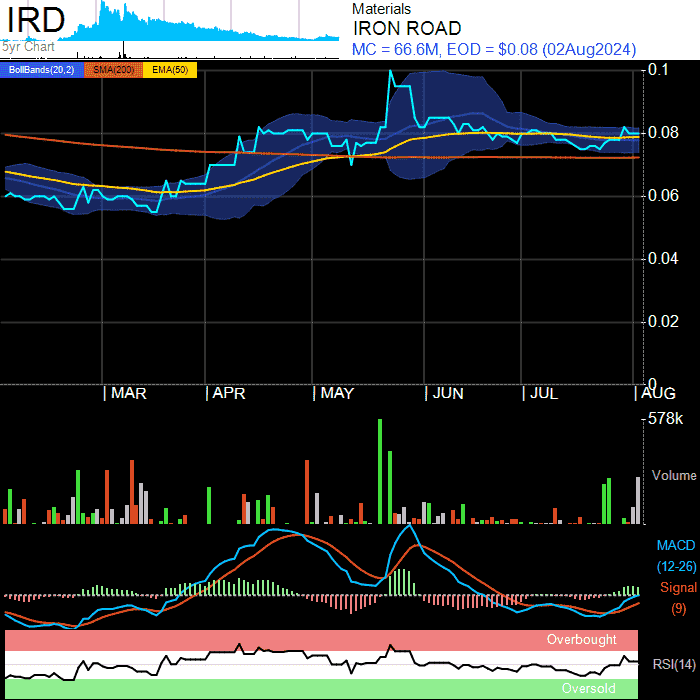 IRD
5yr Chart
Materials
IRON ROAD
MC = 66.6M, EOD = $0.08 (02Aug2024)
BollBands(20,2) SMA(200) EMA(50)
0.1
0.08
0.06
0.04
0.02
0
MAR APR MAY JUN JUL AUG
578k
Volume
MACD
(12-26)
Signal
(9)
Overbought
RSI(14)
Oversold